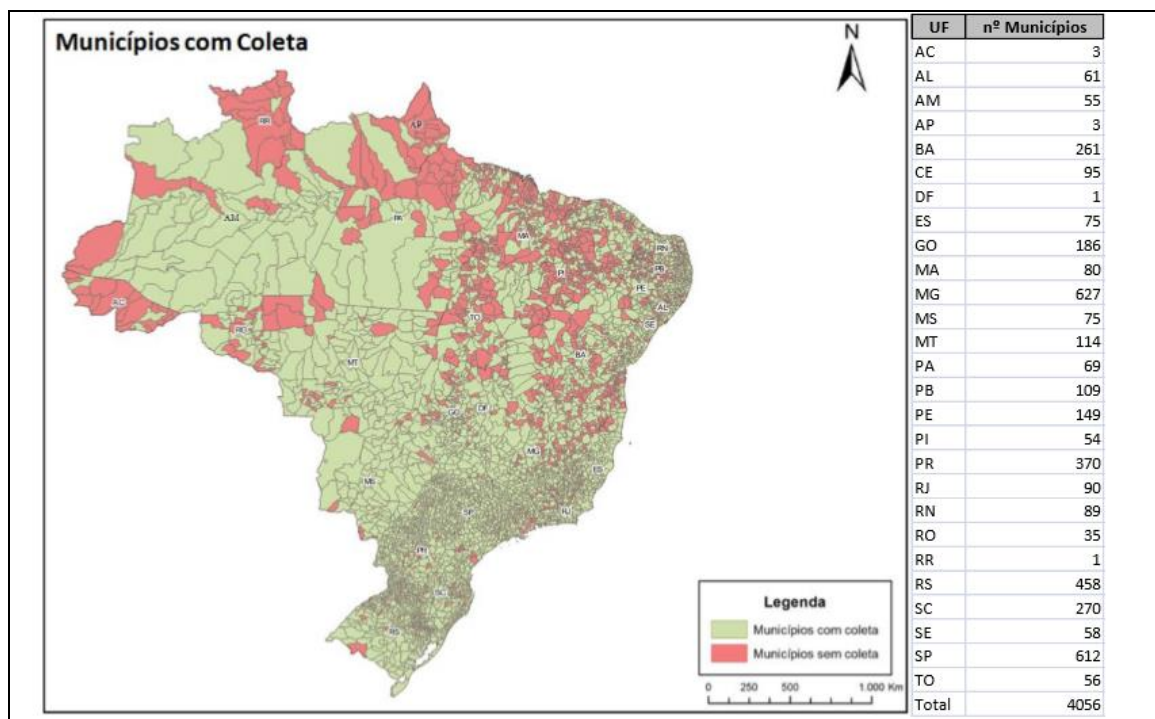 Municípios com Coleta
N
RR
AP
AM
PA
MA
RN
PI
PB
PE
AC
AL
TO
SE
RO
BA
MT
GO
DF
MG
ES
MS
SP
RJ
PR
SC
RS
Legenda
Municípios com coleta
Municípios sem coleta
0 250 500 1.000 Km
UF nº Municípios
AC 3
AL 61
AM 55
AP 3
BA 261
CE 95
DF 1
ES 75
GO 186
MA 80
MG 627
MS 75
MT 114
PA 69
PB 109
PE 149
PI 54
PR 370
RJ 90
RN 89
RO 35
RR 1
RS 458
SC 270
SE 58
SP 612
TO 56
Total 4056